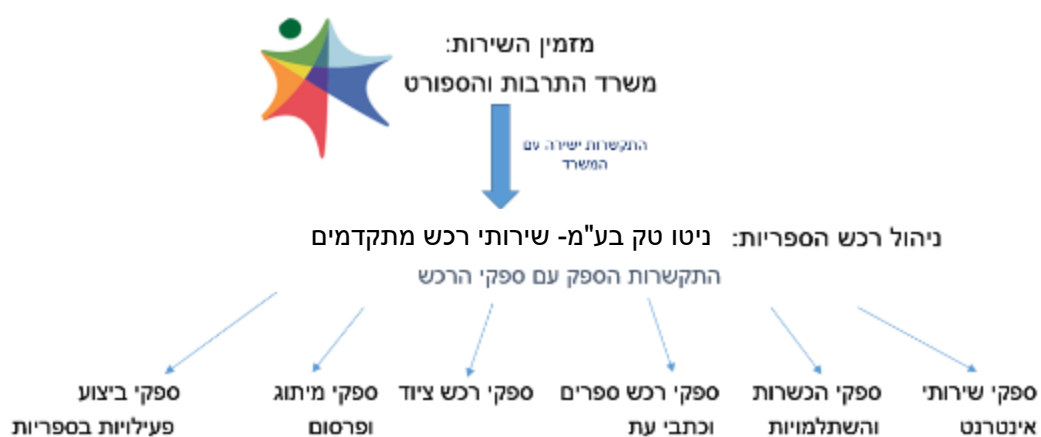 מזמין השירות:
משרד התרבות והספורט
התקשרות ישירה עם
המשרד
ניהול רכש הספריות: ניטו טק בע"מ- שירותי רכש מתקדמים
התקשרות הספק עם ספקי הרכש
ספקי שירותי
אינטרנט
ספקי הכשרות
והשתלמויות
ספקי רכש ספרים
וכתבי עת
ספקי רכש ציוד
ספקי מיתוג
ופרסום
ספקי ביצוע
פעילויות בספריות